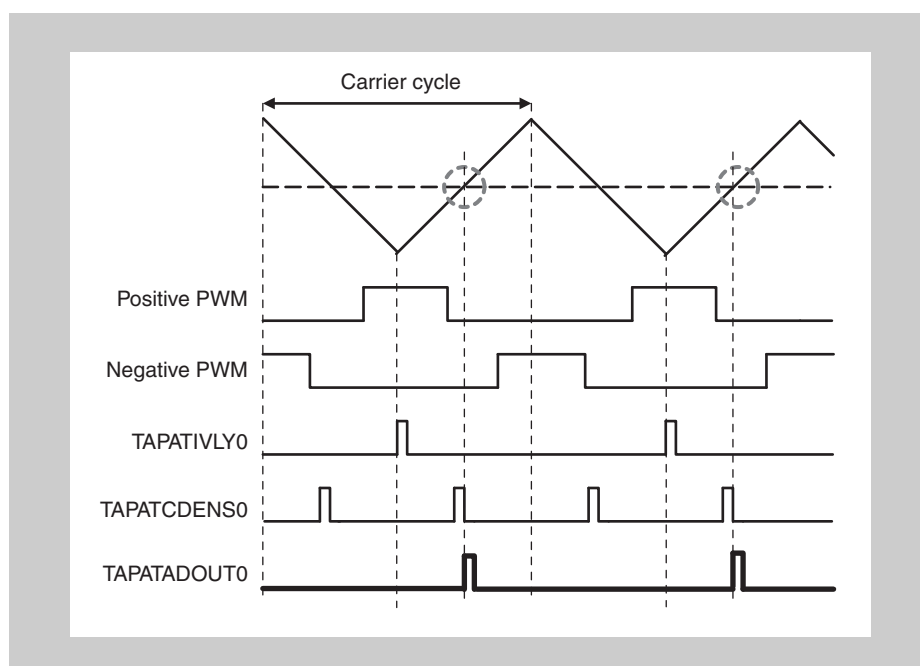 Carrier cycle
Positive PWM
Negative PWM
TAPATIVLY0
TAPATCDENS0
TAPATADOUT0